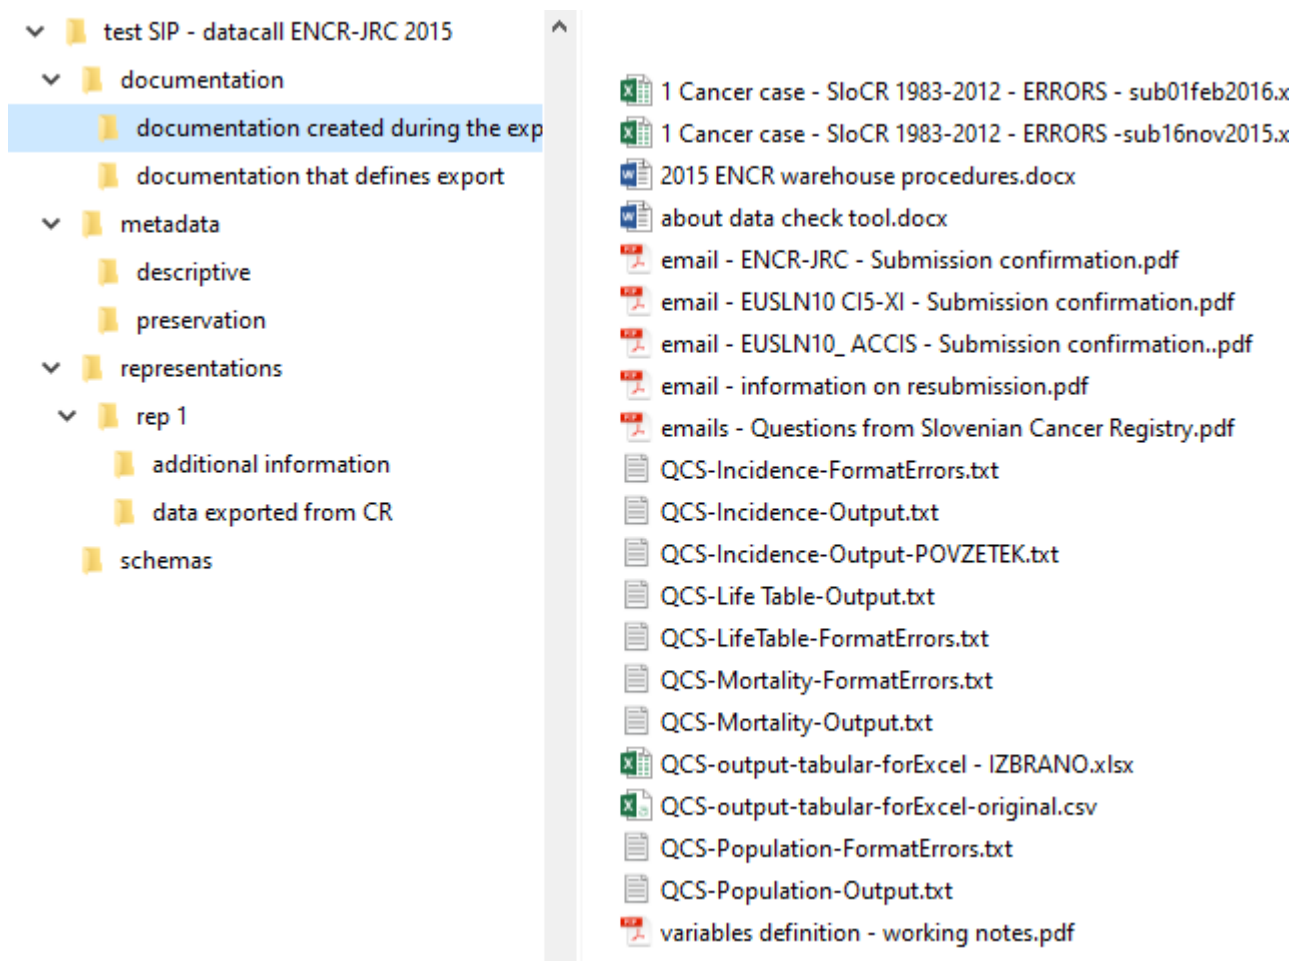 test SIP - datacall ENCR-JRC 2015
documentation
documentation created during the exp
documentation that defines export
metadata
descriptive
preservation
representations
rep 1
additional information
data exported from CR
schemas
1 Cancer case - SloCR 1983-2012 - ERRORS - sub01feb2016.x
1 Cancer case - SloCR 1983-2012 - ERRORS -sub16nov2015.x
2015 ENCR warehouse procedures.docx
about data check tool.docx
email - ENCR-JRC - Submission confirmation.pdf
email - EUSLN10 CI5-XI - Submission confirmation.pdf
email - EUSLN10_ ACCIS - Submission confirmation..pdf
email - information on resubmission.pdf
emails - Questions from Slovenian Cancer Registry.pdf
QCS-Incidence-FormatErrors.txt
QCS-Incidence-Output.txt
QCS-Incidence-Output-POVZETEK.txt
QCS-Life Table-Output.txt
QCS-LifeTable-FormatErrors.txt
QCS-Mortality-FormatErrors.txt
QCS-Mortality-Output.txt
QCS-output-tabular-forExcel - IZBRANO.xlsx
QCS-output-tabular-forExcel-original.csv
QCS-Population-FormatErrors.txt
QCS-Population-Output.txt
variables definition - working notes.pdf